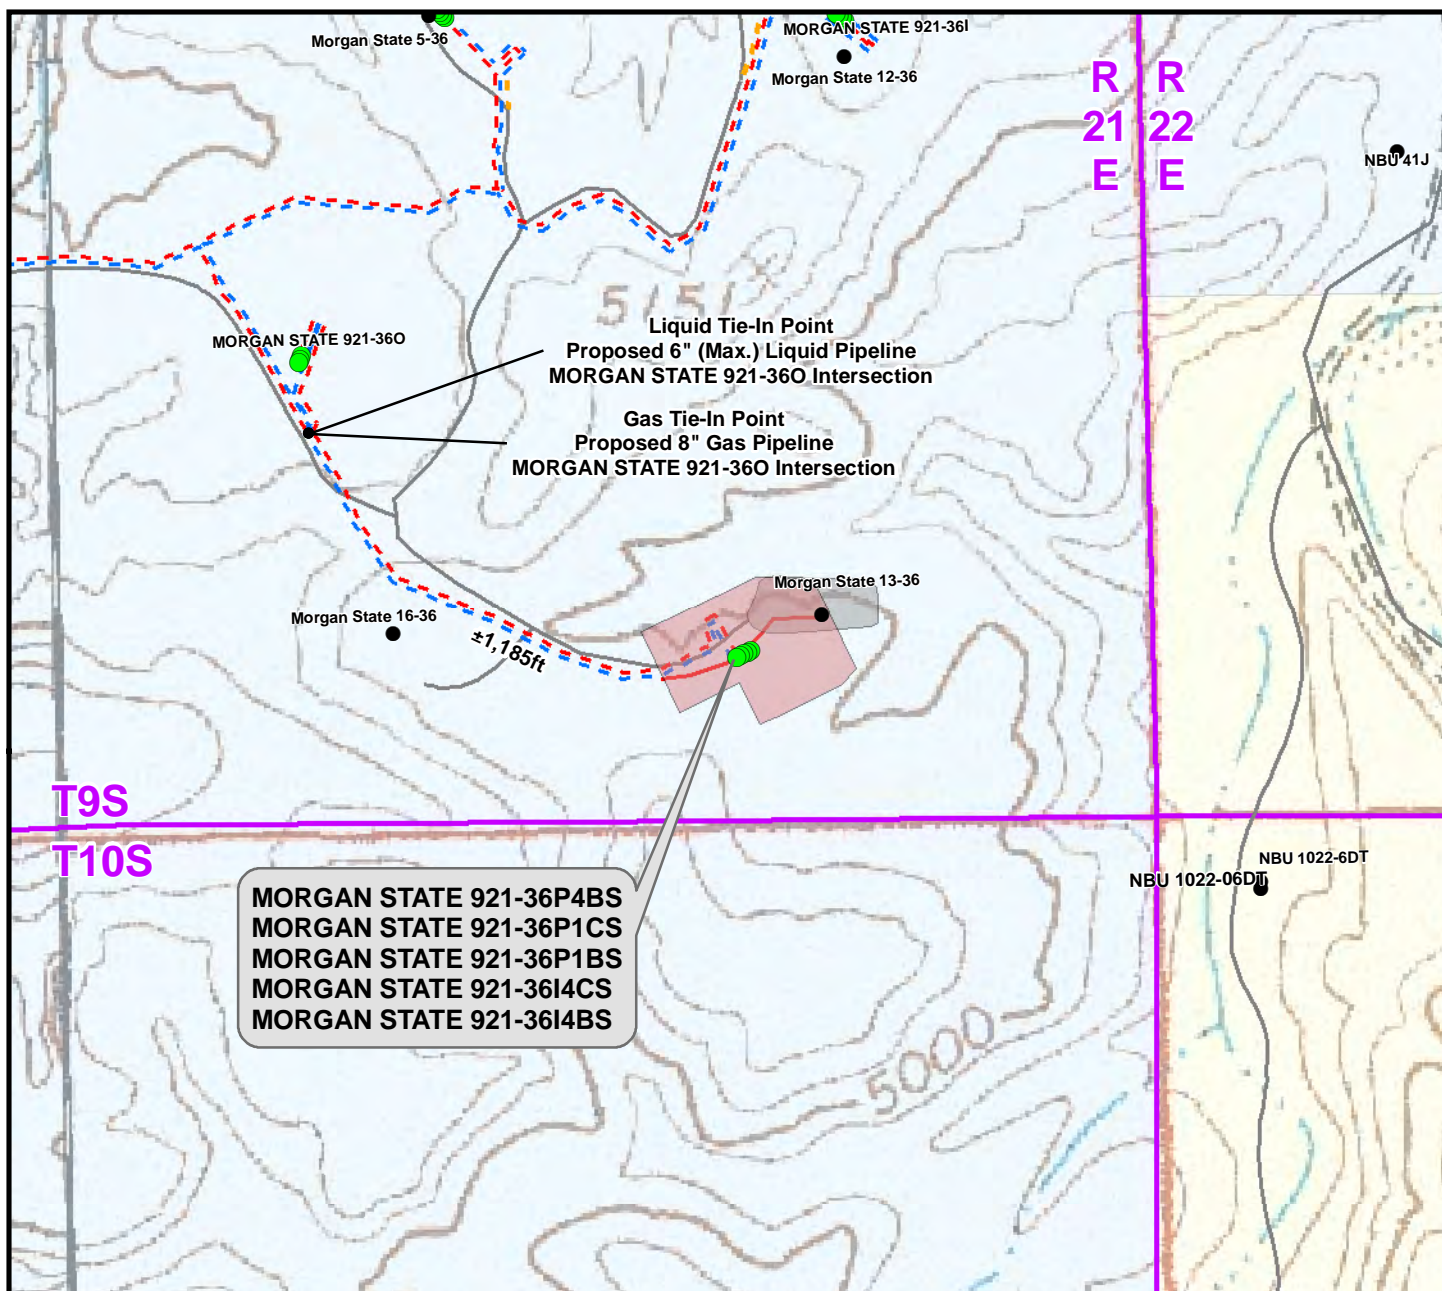 Morgan State 5-36
MORGAN STATE 921-36I
Morgan State 12-36
R
21
E
R
22
E
NBU 41J
5151
MORGAN STATE 921-36O
Liquid Tie-In Point
Proposed 6" (Max.) Liquid Pipeline
MORGAN STATE 921-36O Intersection
Gas Tie-In Point
Proposed 8" Gas Pipeline
MORGAN STATE 921-36O Intersection
Morgan State 13-36
Morgan State 16-36
±1,185ft
T9S
T10S
NBU 1022-6DT
NBU 1022-06DT
MORGAN STATE 921-36P4BS
MORGAN STATE 921-36P1CS
MORGAN STATE 921-36P1BS
MORGAN STATE 921-36I4CS
MORGAN STATE 921-36I4BS
5000